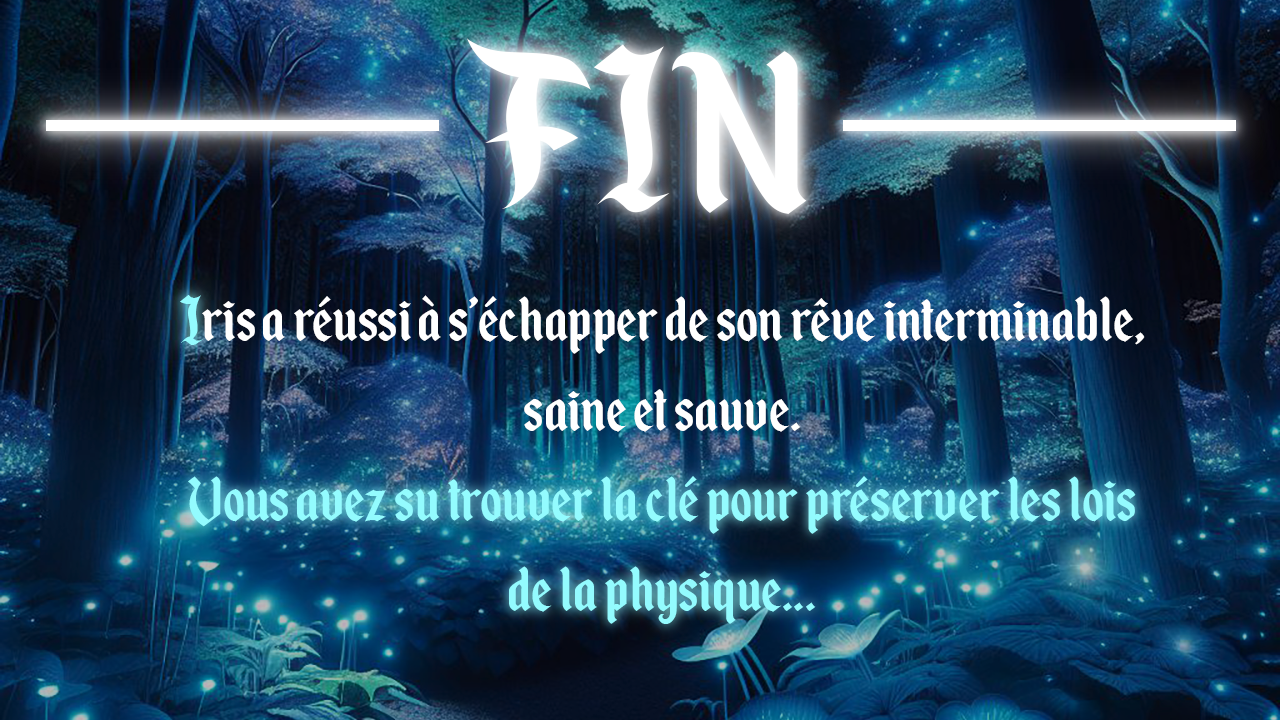 FIN
Iris a réussi à s'échapper de son rêve interminable,
saine et sauve.
Vous avez su trouver la clé pour préserver les lois
de la physique...